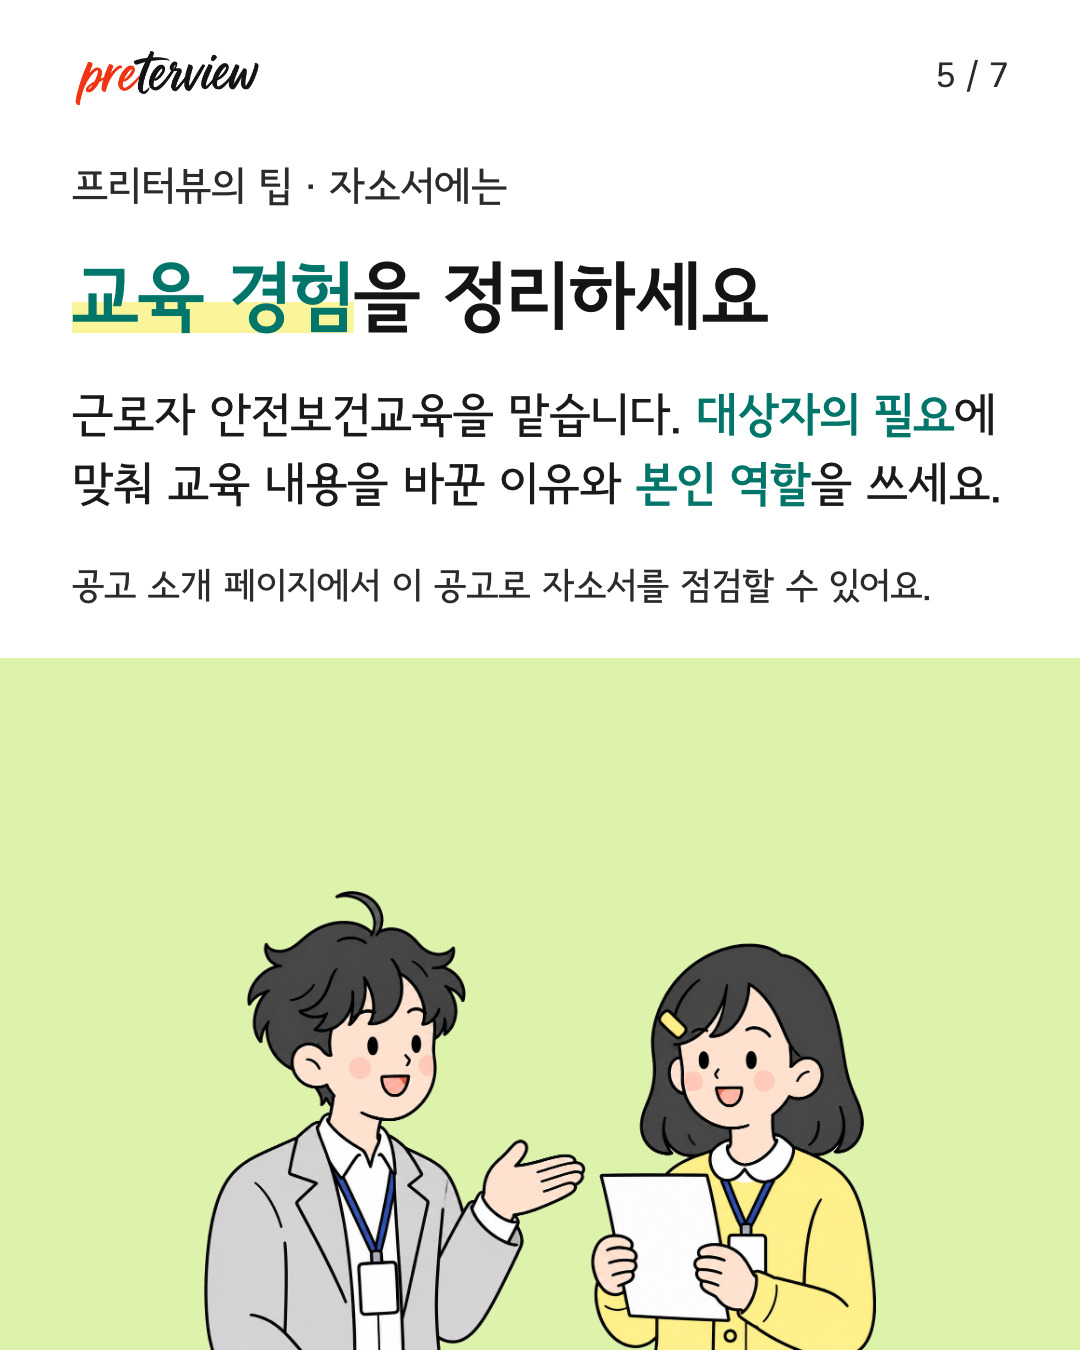 preterview
5 / 7
프리터뷰의 팁 · 자소서에는
교육 경험을 정리하세요
근로자 안전보건교육을 맡습니다. 대상자의 필요에
맞춰 교육 내용을 바꾼 이유와 본인 역할을 쓰세요.
공고 소개 페이지에서 이 공고로 자소서를 점검할 수 있어요.